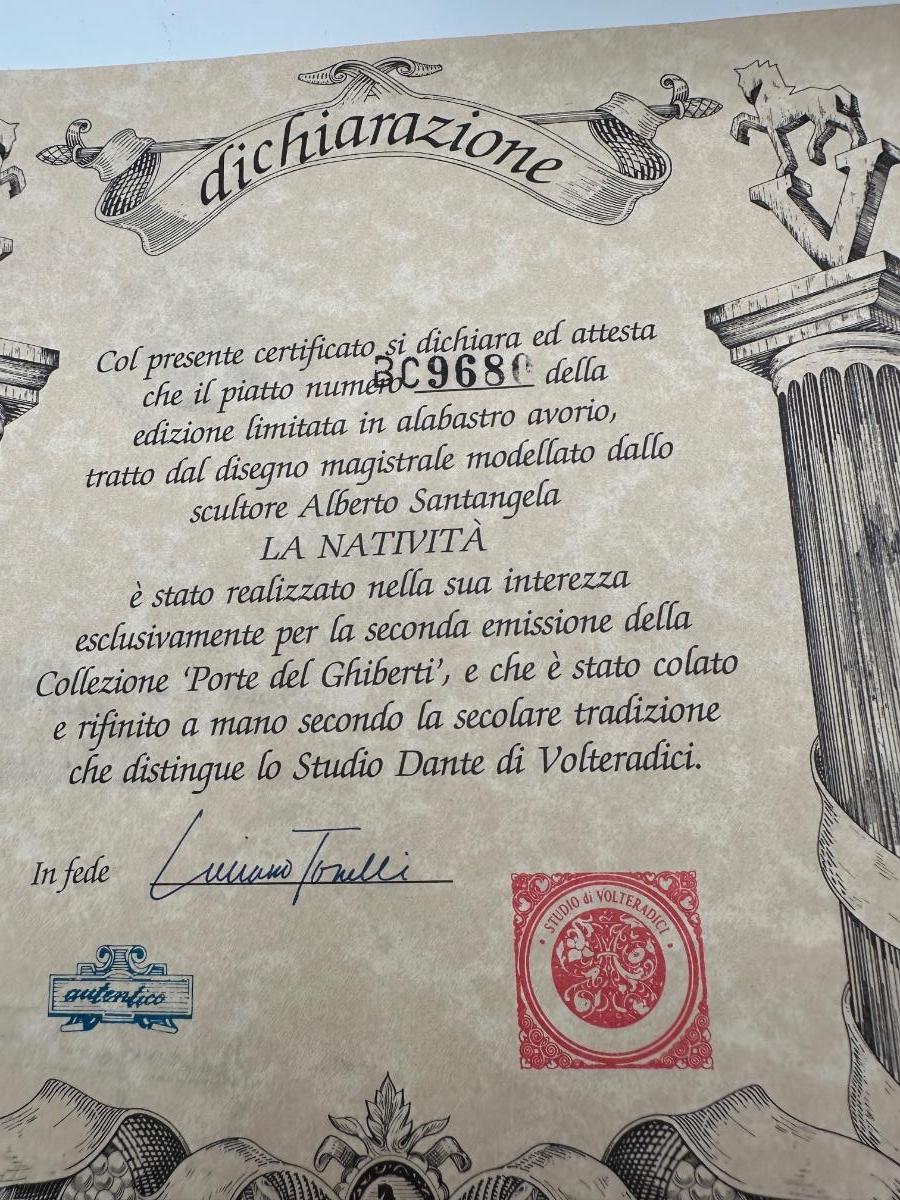 dichiarazione
V
Col presente certificato si dichiara ed attesta
che il piatto numero BC9680 della
edizione limitata in alabastro avorio,
tratto dal disegno magistrale modellato dallo
scultore Alberto Santangela
LA NATIVITÀ
è stato realizzato nella sua interezza
esclusivamente per la seconda emissione della
Collezione ‘Porte del Ghiberti’, e che è stato colato
e rifinito a mano secondo la secolare tradizione
che distingue lo Studio Dante di Volteradici.
In fede Luciano Tonelli
STUDIO di VOLTERADICI
autentico